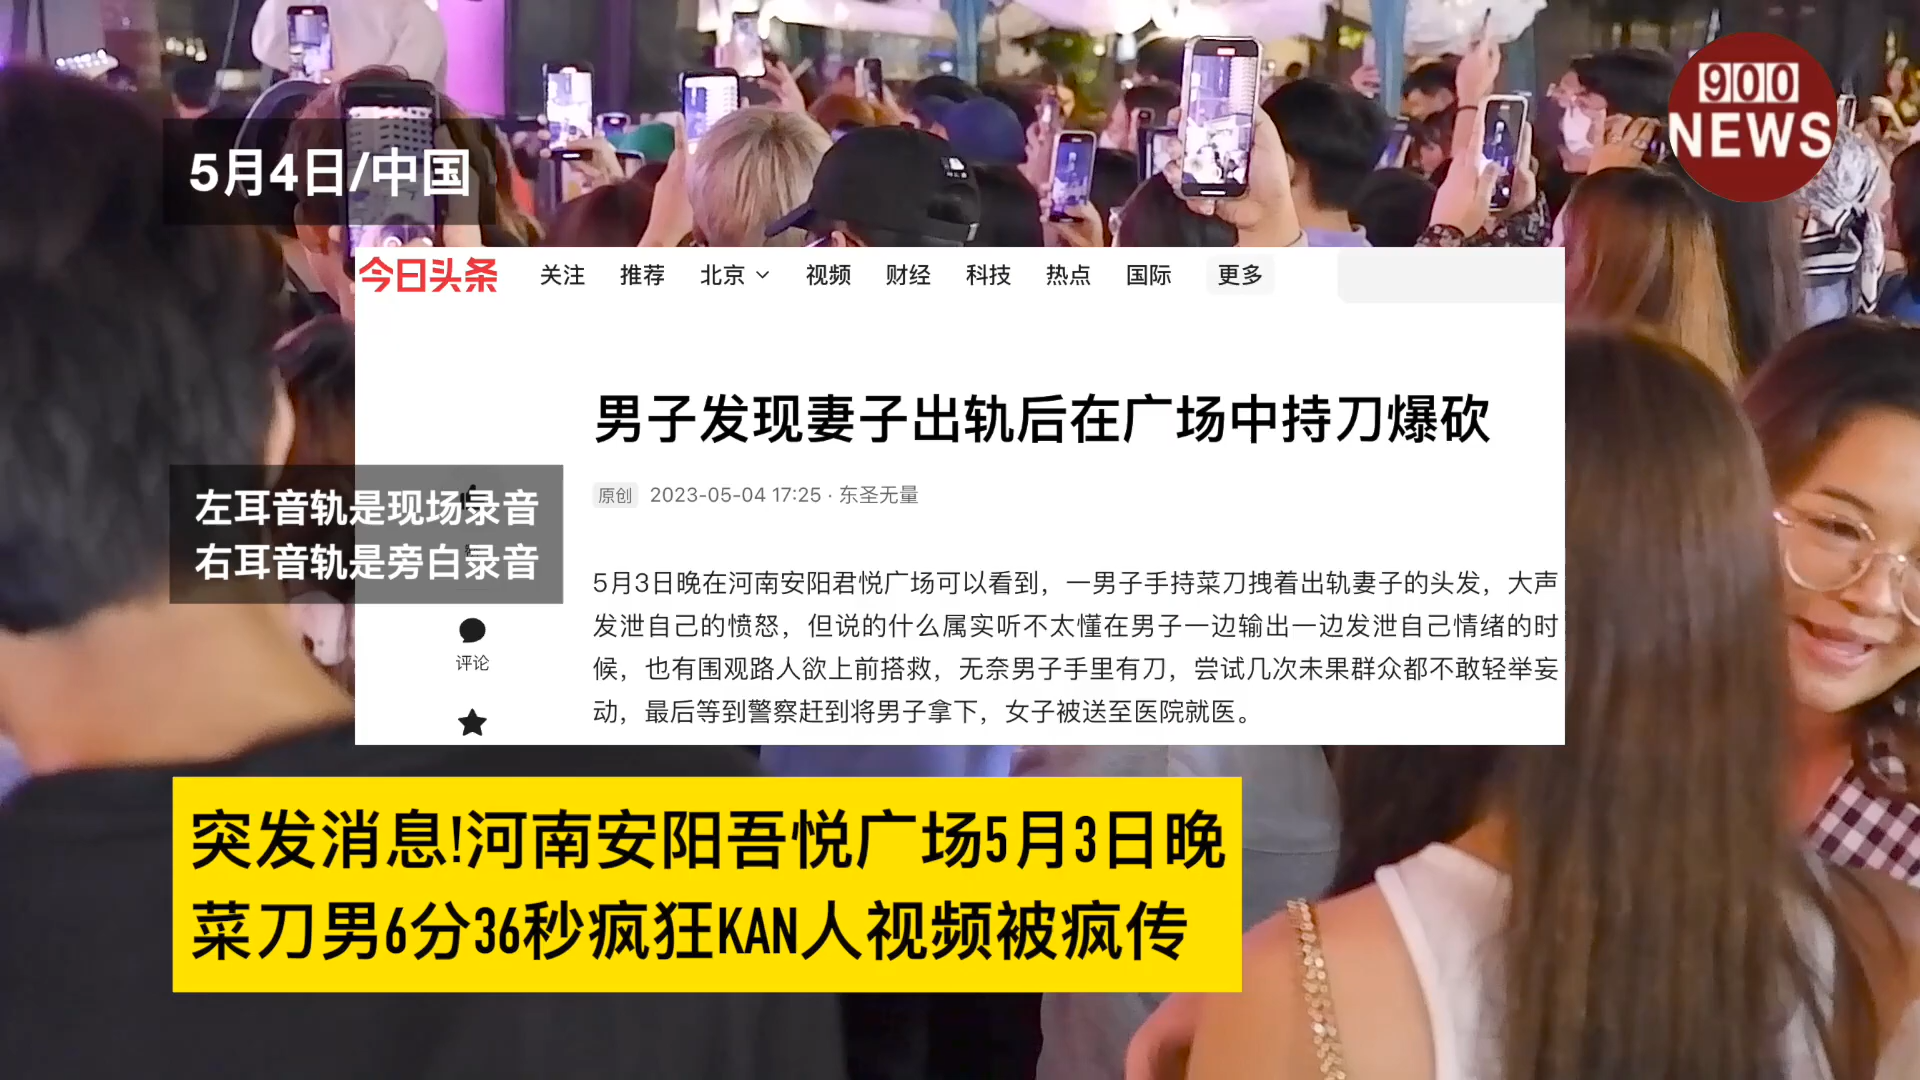 900
NEWS
5月4日/中国
今日头条 关注 推荐 北京 视频 财经 科技 热点 国际 更多
男子发现妻子出轨后在广场中持刀爆砍
原创 2023-05-04 17:25 · 东圣无量
左耳音轨是现场录音
右耳音轨是旁白录音
5月3日晚在河南安阳君悦广场可以看到，一男子手持菜刀拽着出轨妻子的头发，大声
发泄自己的愤怒，但说的什么属实听不太懂在男子一边输出一边发泄自己情绪的时
候，也有围观路人欲上前搭救，无奈男子手里有刀，尝试几次未果群众都不敢轻举妄
动，最后等到警察赶到将男子拿下，女子被送至医院就医。
评论
突发消息!河南安阳吾悦广场5月3日晚
菜刀男6分36秒疯狂KAN人视频被疯传